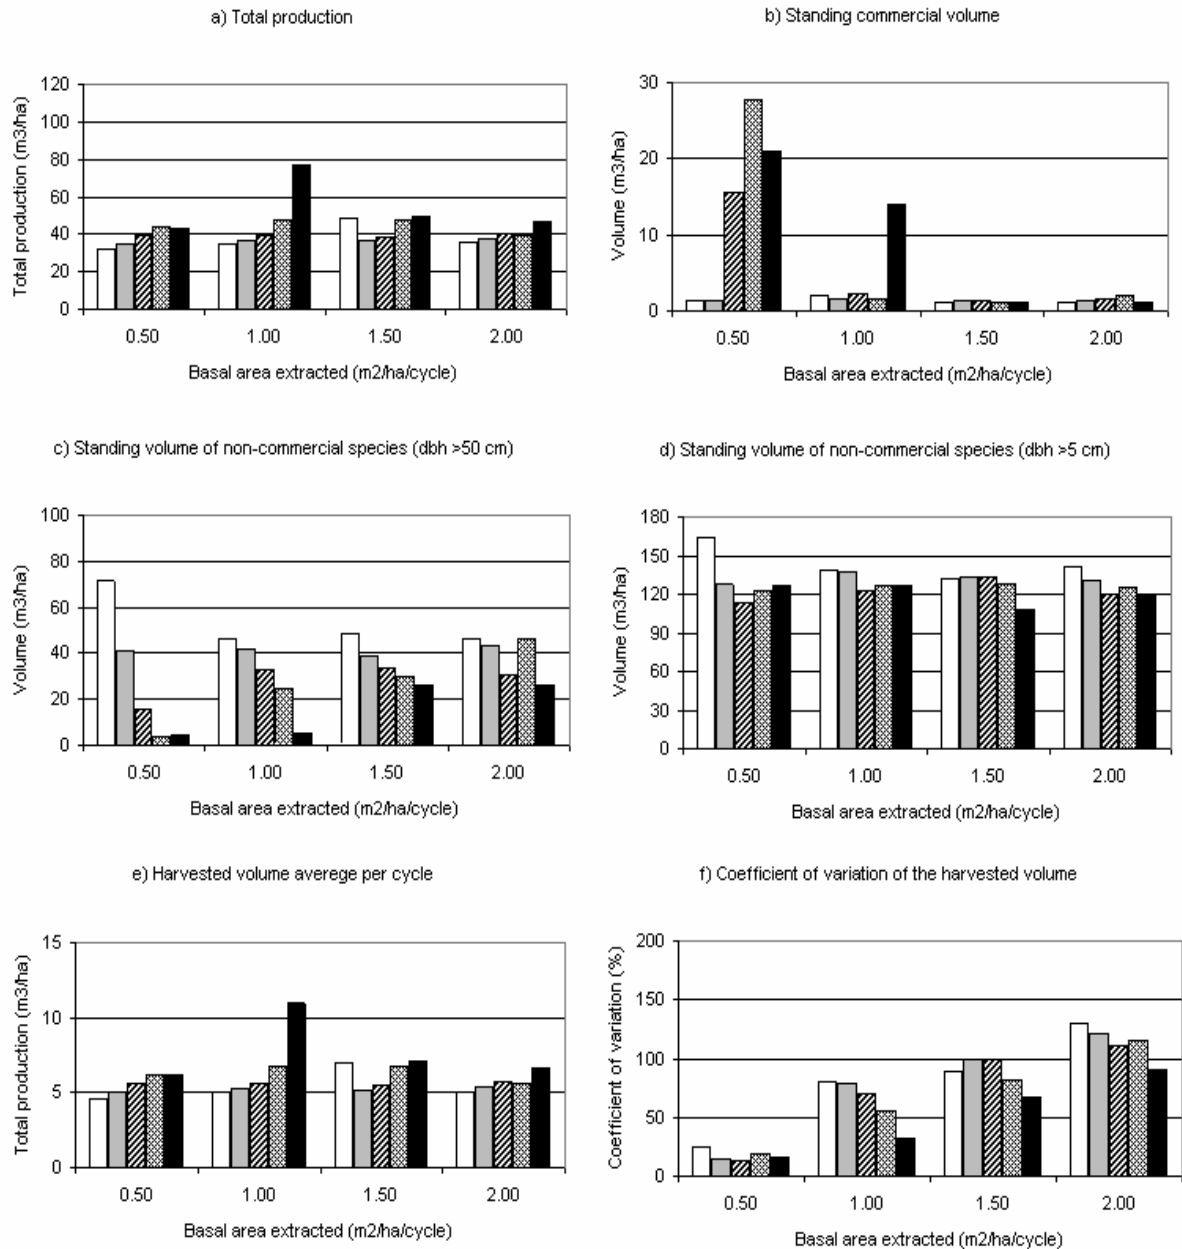 a) Total production
b) Standing commercial volume
Total production (m3/ha)
120
100
80
60
40
20
0
0.50 1.00 1.50 2.00
Basal area extracted (m2/ha/cycle)
Volume (m3/ha)
30
20
10
0
0.50 1.00 1.50 2.00
Basal area extracted (m2/ha/cycle)
c) Standing volume of non-commercial species (dbh >50 cm)
d) Standing volume of non-commercial species (dbh >5 cm)
Volume (m3/ha)
100
80
60
40
20
0
0.50 1.00 1.50 2.00
Basal area extracted (m2/ha/cycle)
Volume (m3/ha)
180
150
120
90
60
30
0
0.50 1.00 1.50 2.00
Basal area extracted (m2/ha/cycle)
e) Harvested volume averege per cycle
f) Coefficient of variation of the harvested volume
Total production (m3/ha)
15
10
5
0
0.50 1.00 1.50 2.00
Basal area extracted (m2/ha/cycle)
Coefficient of variation (%)
200
150
100
50
0
0.50 1.00 1.50 2.00
Basal area extracted (m2/ha/cycle)